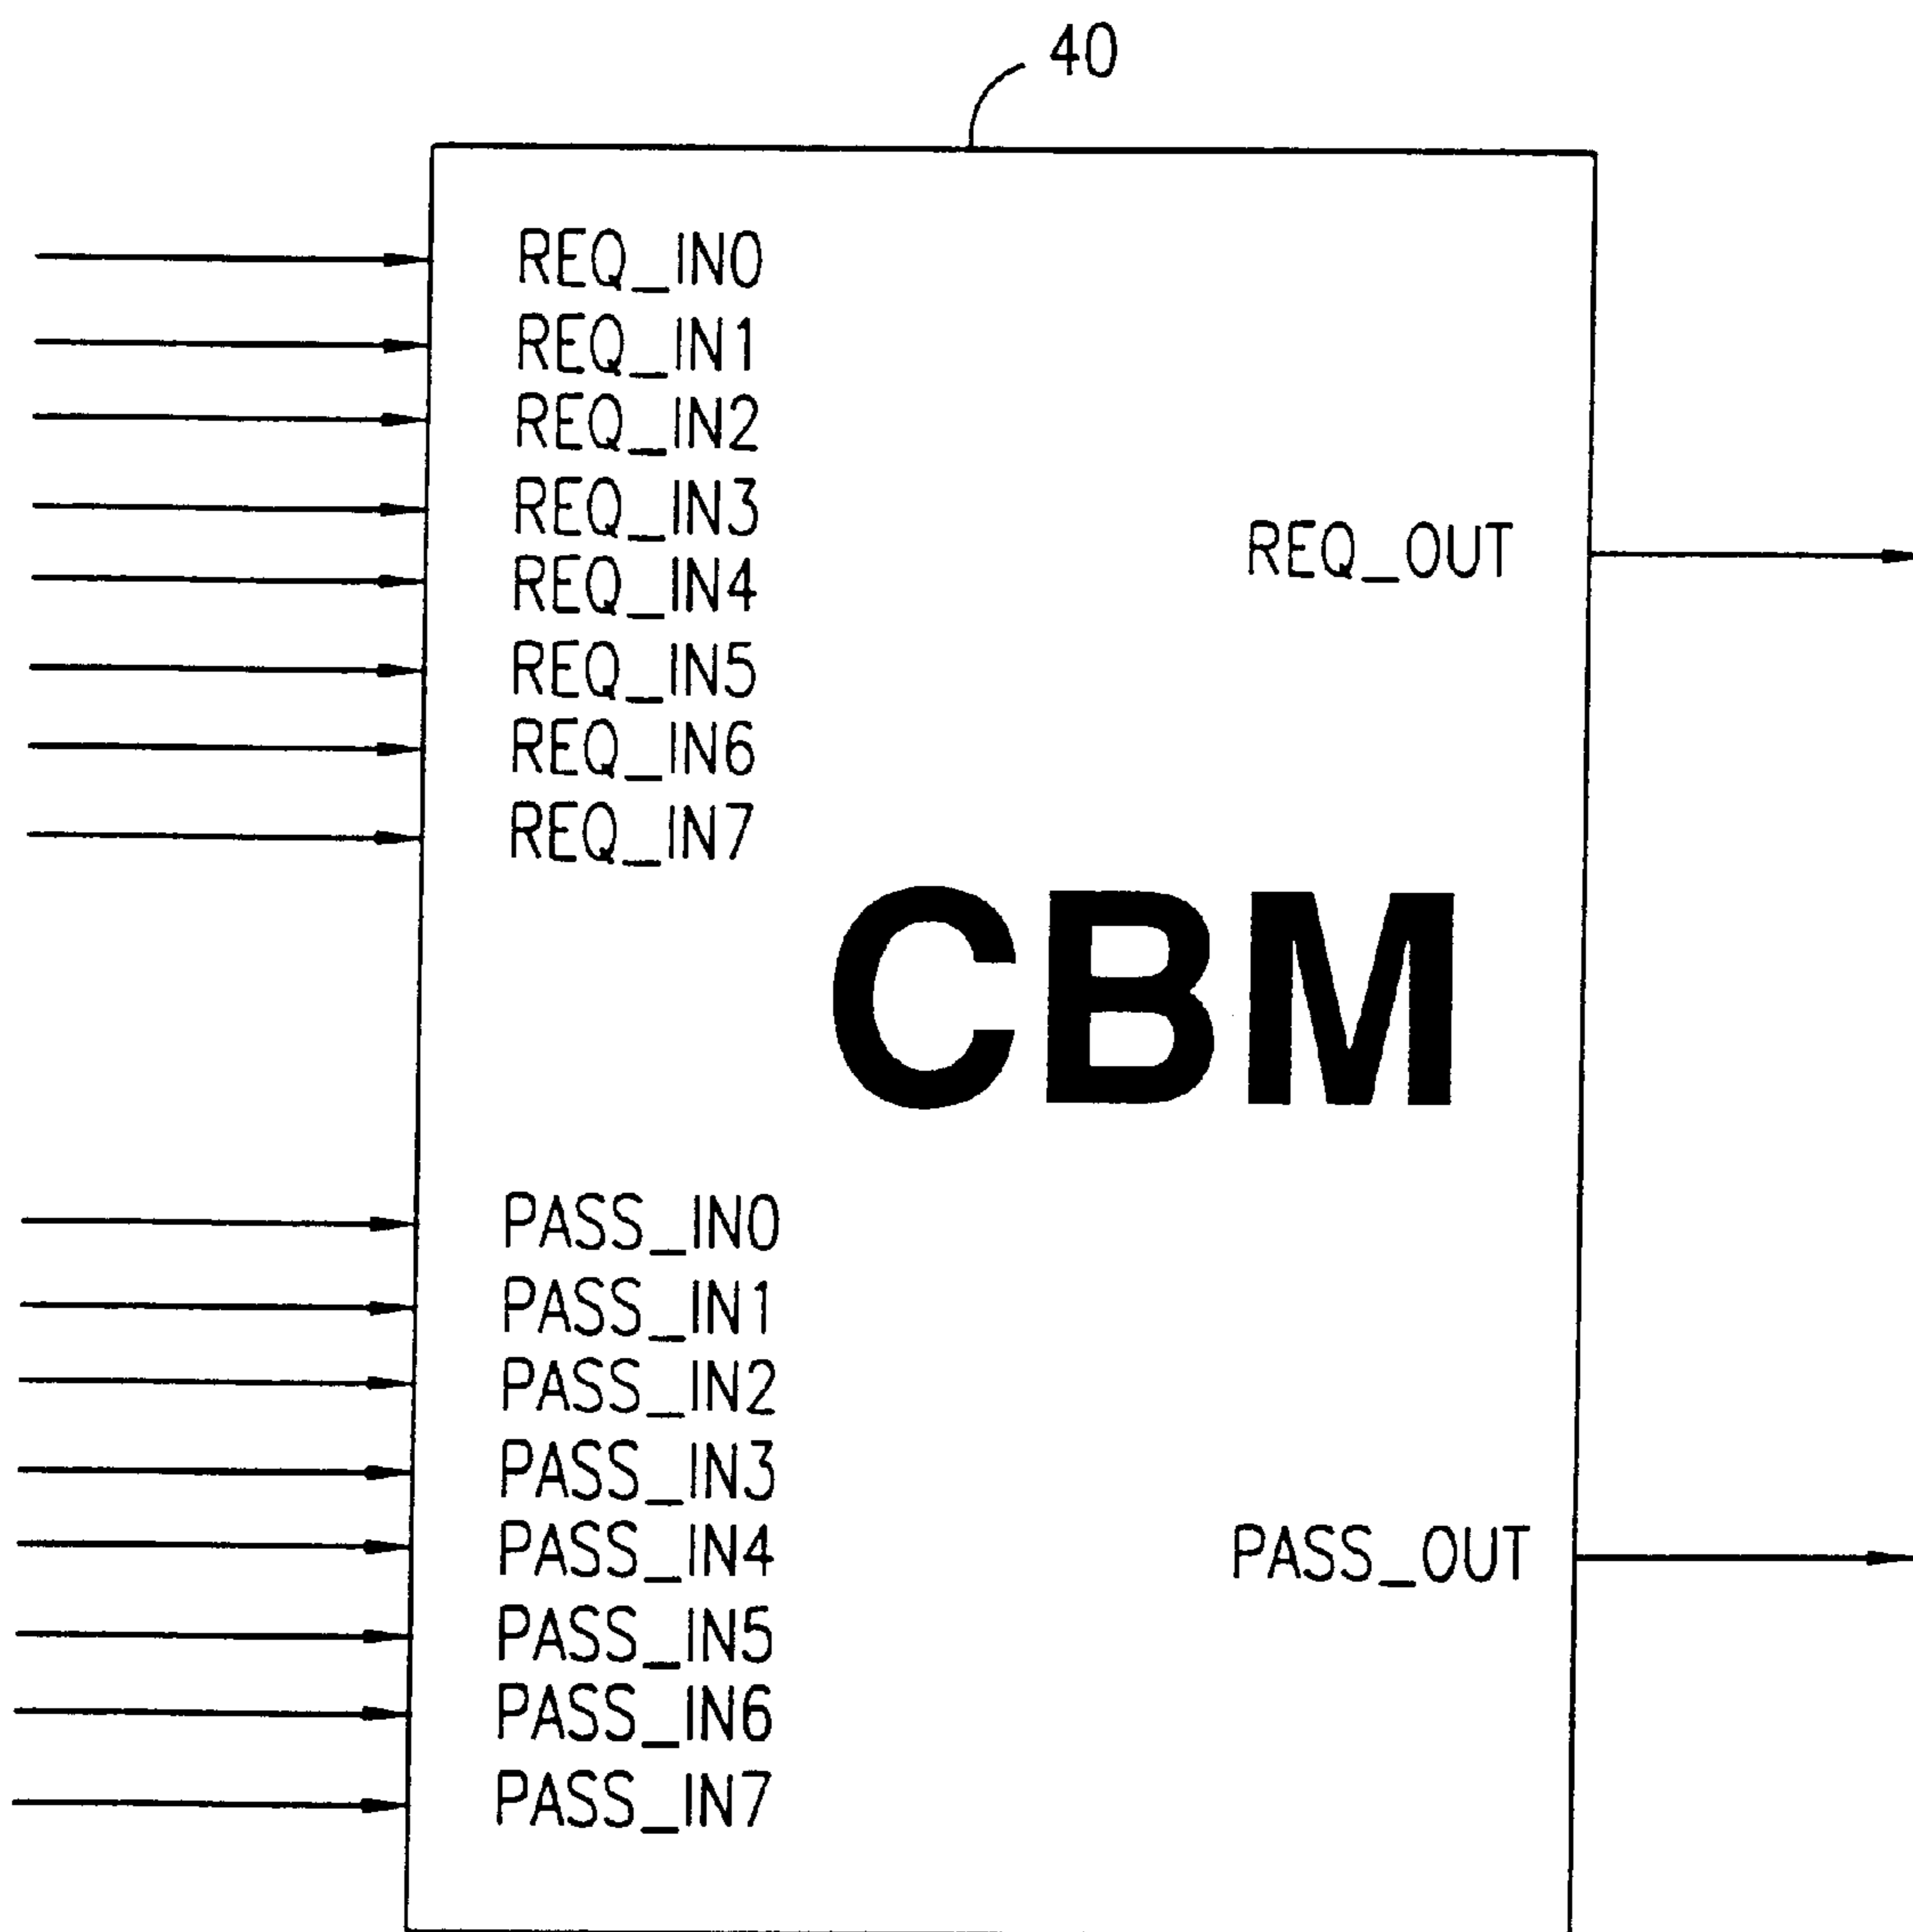 40
REQ_IN0
REQ_IN1
REQ_IN2
REQ_IN3
REQ_OUT
REQ_IN4
REQ_IN5
REQ_IN6
REQ_IN7
CBM
PASS_IN0
PASS_IN1
PASS_IN2
PASS_IN3
PASS_IN4
PASS_OUT
PASS_IN5
PASS_IN6
PASS_IN7